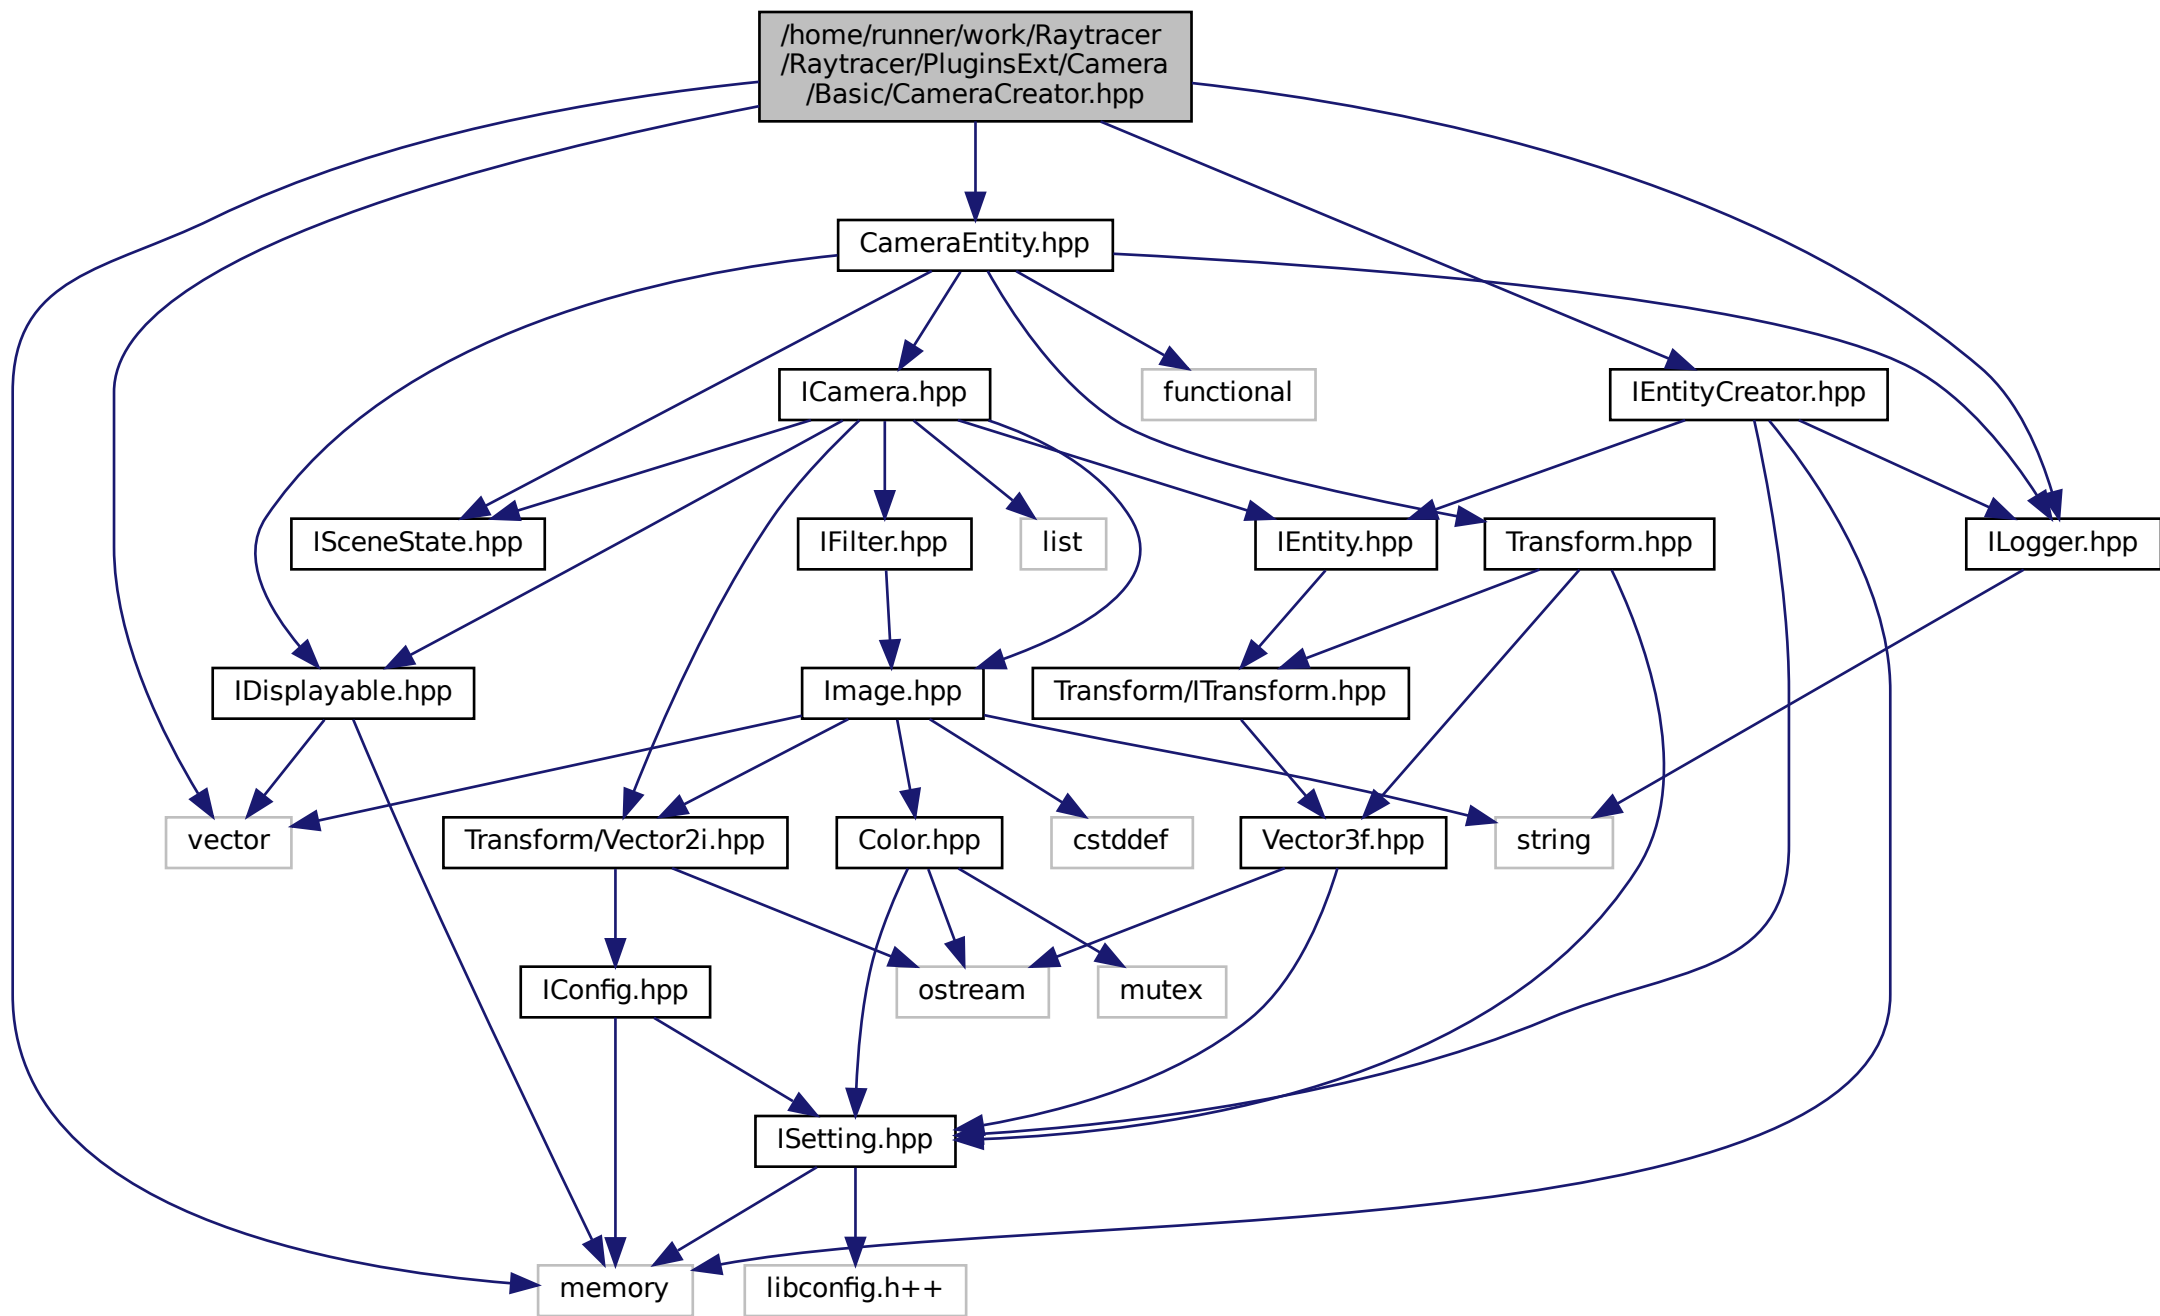 /home/runner/work/Raytracer
/Raytracer/PluginsExt/Camera
/Basic/CameraCreator.hpp
CameraEntity.hpp
ICamera.hpp
functional
IEntityCreator.hpp
ISceneState.hpp
IFilter.hpp
list
IEntity.hpp
Transform.hpp
ILogger.hpp
IDisplayable.hpp
Image.hpp
Transform/ITransform.hpp
vector
Transform/Vector2i.hpp
Color.hpp
cstddef
Vector3f.hpp
string
IConfig.hpp
ostream
mutex
ISetting.hpp
memory
libconfig.h++